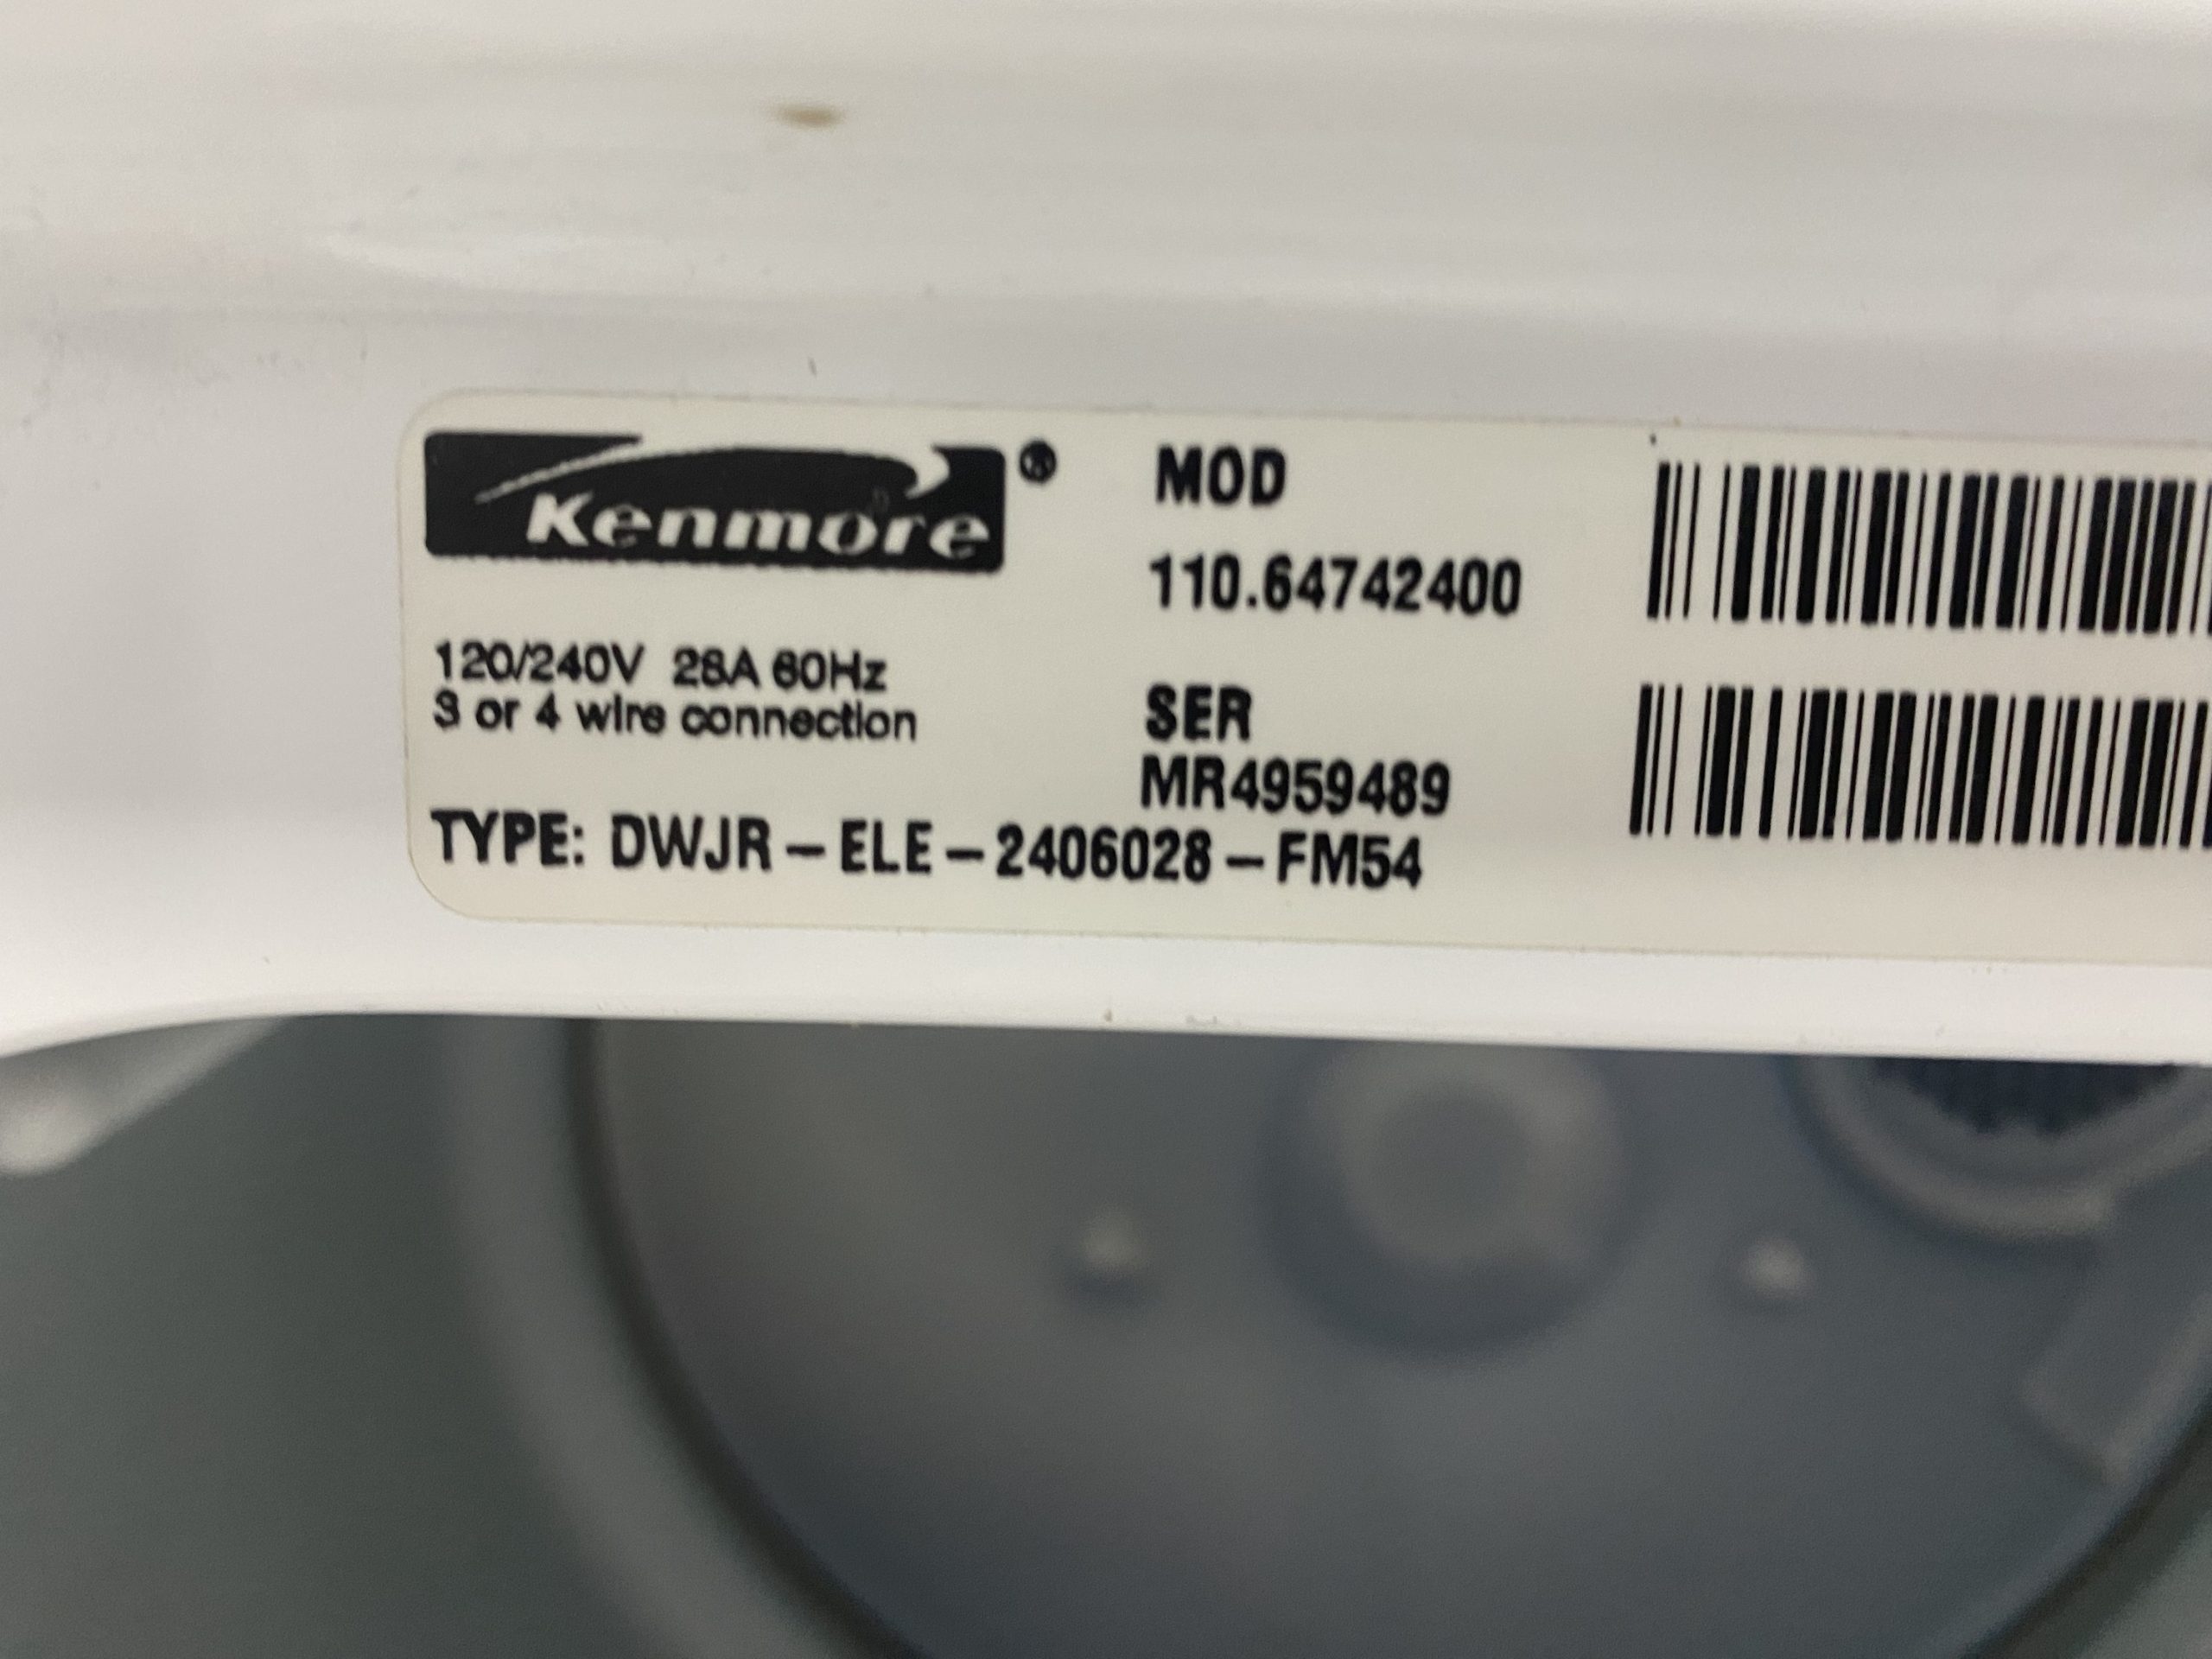 Kenmore®
MOD
110.64742400
120/240V 28A 60Hz
3 or 4 wire connection
SER
MR4959489
TYPE: DWJR – ELE – 2406028 – FM54